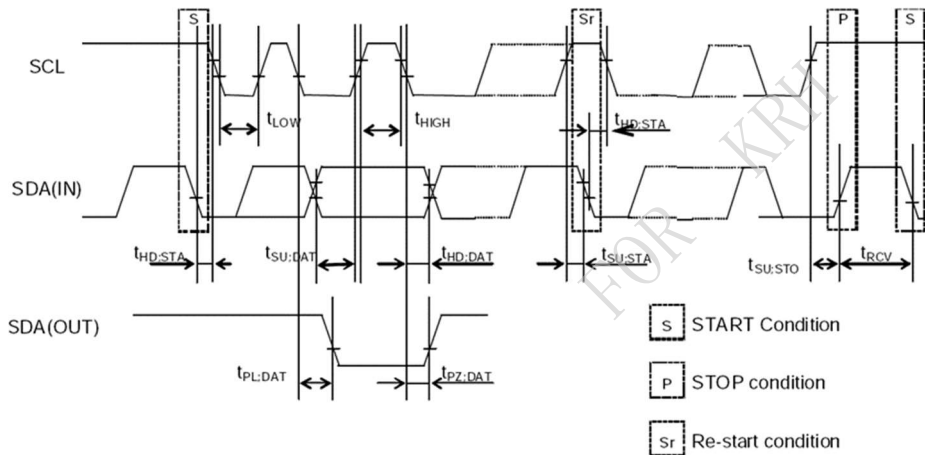 S Sr P S
SCL
tLOW tHIGH tHD:STA
SDA(IN)
tHD:STA tSU:DAT tHD:DAT tSU:STA tSU:STO tRCV
SDA(OUT)
tPL:DAT tPZ:DAT
S START Condition
P STOP condition
Sr Re-start condition
FOR KRH